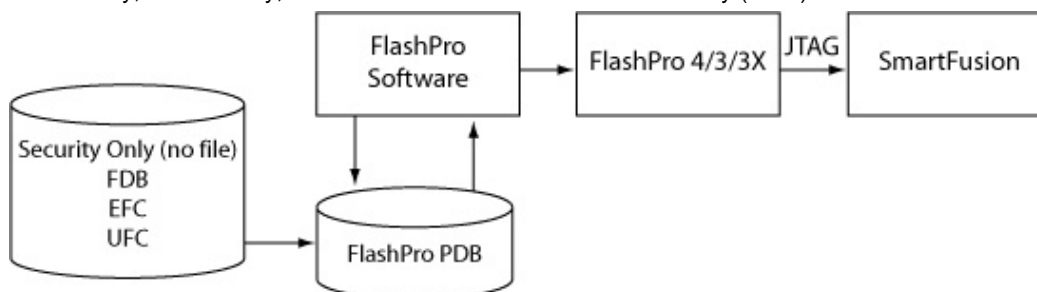 FlashPro
Software
FlashPro 4/3/3X
JTAG
SmartFusion
Security Only (no file)
FDB
EFC
UFC
FlashPro PDB